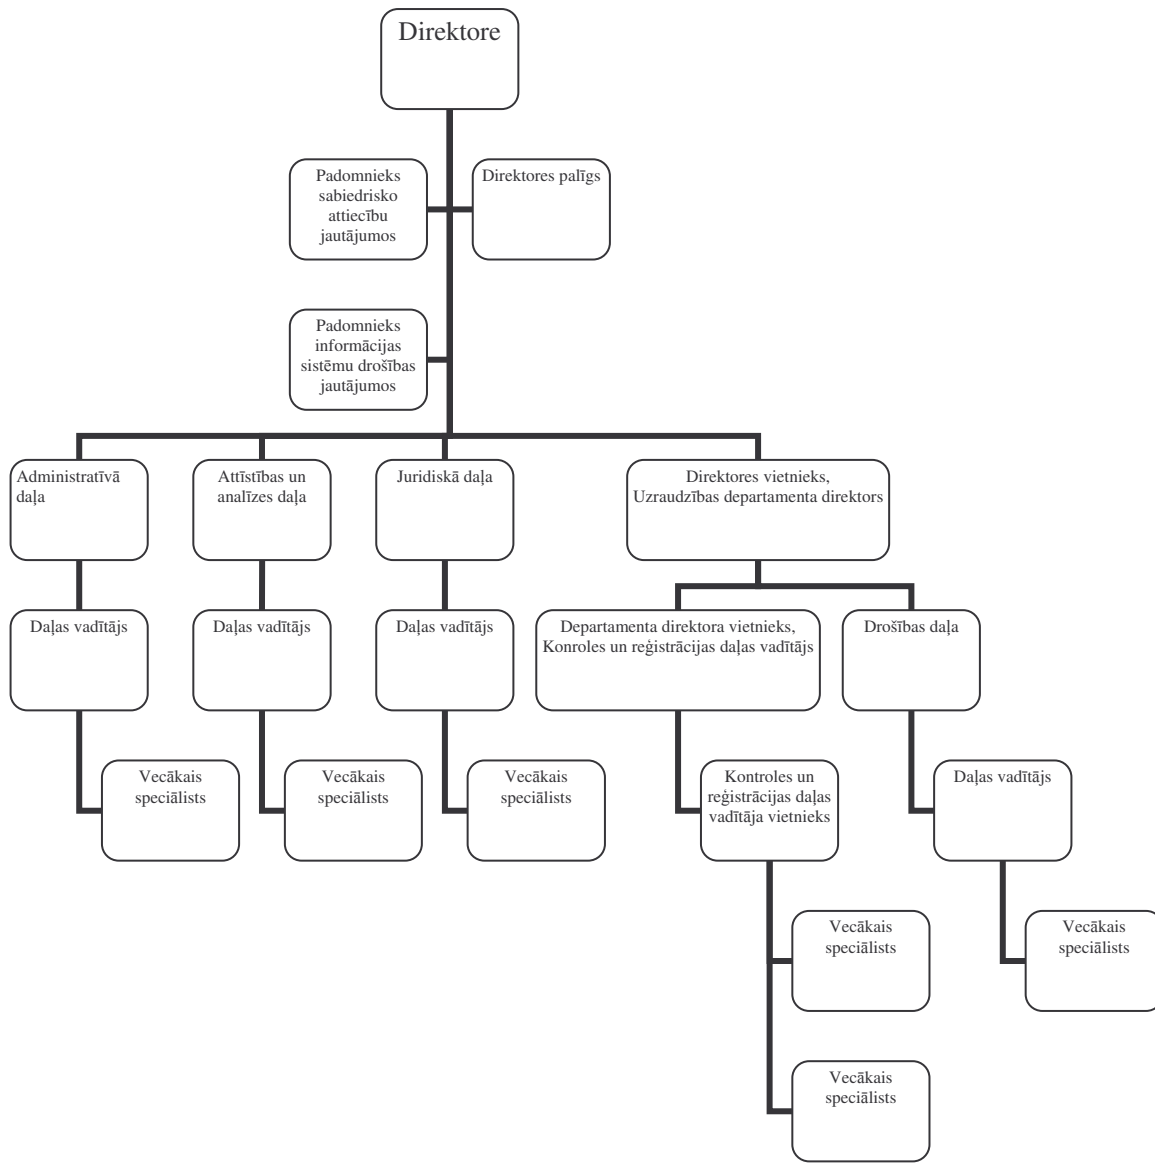 Direktore
Padomnieks
sabiedrisko
attiecību
jautājumos
Direktores palīgs
Padomnieks
informācijas
sistēmu drošības
jautājumos
Administratīvā
daļa
Attīstības un
analīzes daļa
Juridiskā daļa
Direktores vietnieks,
Uzraudzības departamenta direktors
Daļas vadītājs
Daļas vadītājs
Daļas vadītājs
Departamenta direktora vietnieks,
Konroles un reģistrācijas daļas vadītājs
Drošības daļa
Vecākais
speciālists
Vecākais
speciālists
Vecākais
speciālists
Kontroles un
reģistrācijas daļas
vadītāja vietnieks
Daļas vadītājs
Vecākais
speciālists
Vecākais
speciālists
Vecākais
speciālists